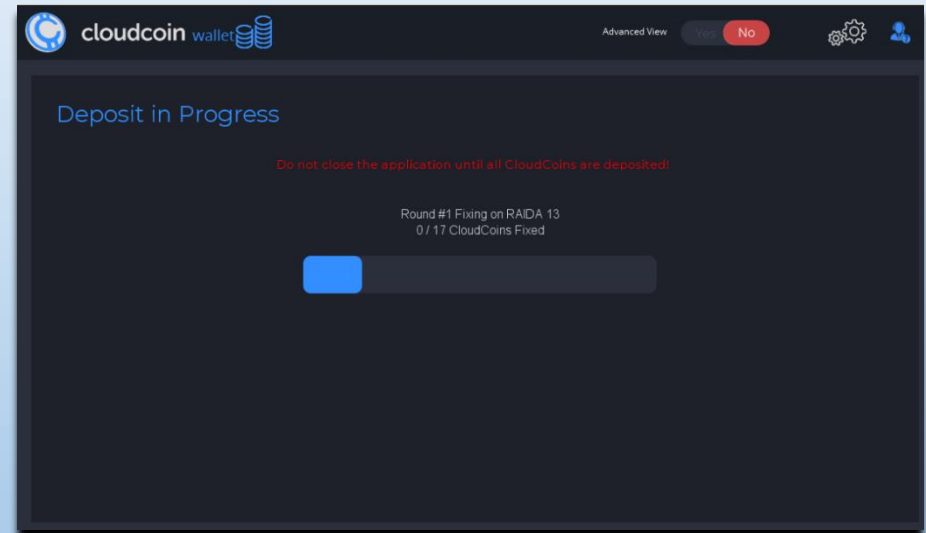 cloudcoin wallet
Advanced View Yes No
Deposit in Progress
Do not close the application until all CloudCoins are deposited!
Round #1 Fixing on RAIDA 13
0 / 17 CloudCoins Fixed